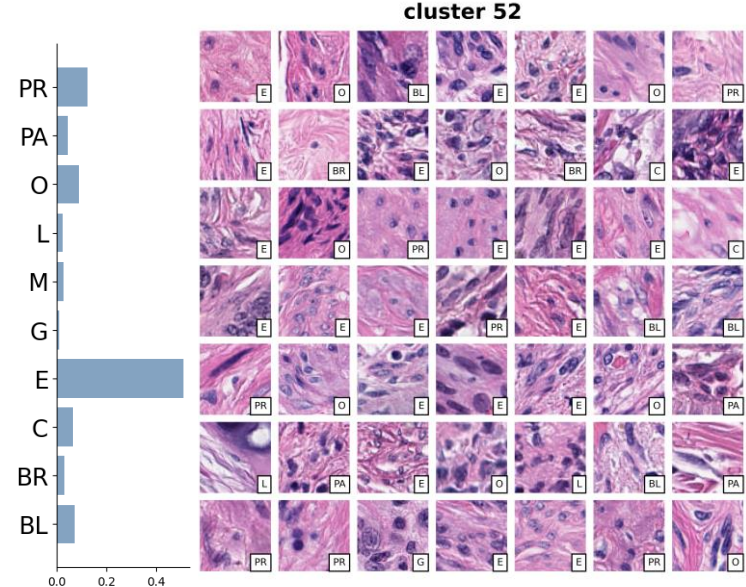 cluster 52
PR
PA
O
L
M
G
E
C
BR
BL
0.0 0.2 0.4
E O BL E E O PR
E BR E O BR C E
E O PR E E E C
E E E PR E BL BL
PR O E E E O PA
L PA E O L BL PA
PR PR G E E PR O